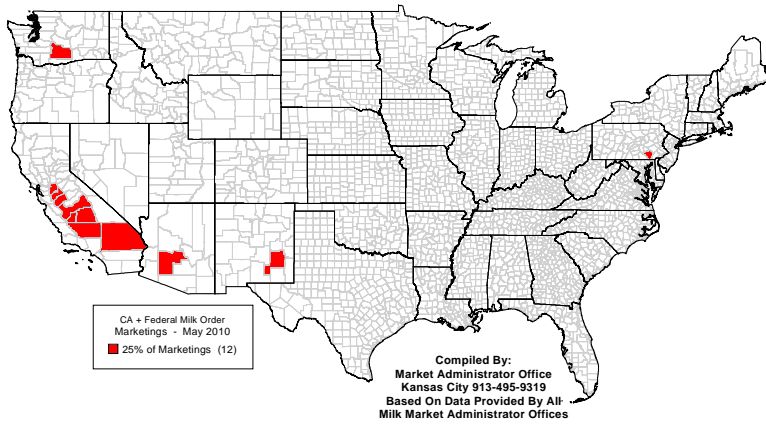 CA + Federal Milk Order
Marketings - May 2010
25% of Marketings (12)
Compiled By:
Market Administrator Office
Kansas City 913-495-9319
Based On Data Provided By All
Milk Market Administrator Offices